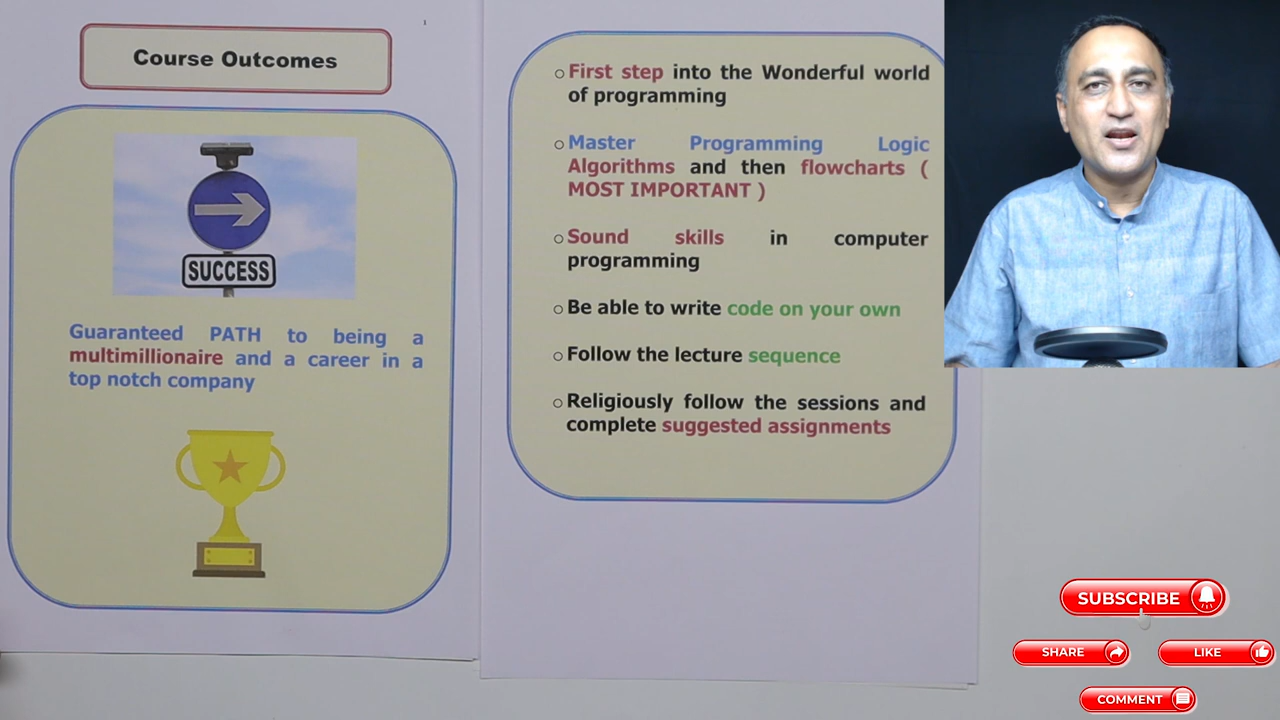 1
Course Outcomes
SUCCESS
Guaranteed PATH to being a
multimillionaire and a career in a
top notch company
○ First step into the Wonderful world
of programming
○ Master Programming Logic
Algorithms and then flowcharts (
MOST IMPORTANT )
○ Sound skills in computer
programming
○ Be able to write code on your own
○ Follow the lecture sequence
○ Religiously follow the sessions and
complete suggested assignments
SUBSCRIBE
SHARE
LIKE
COMMENT